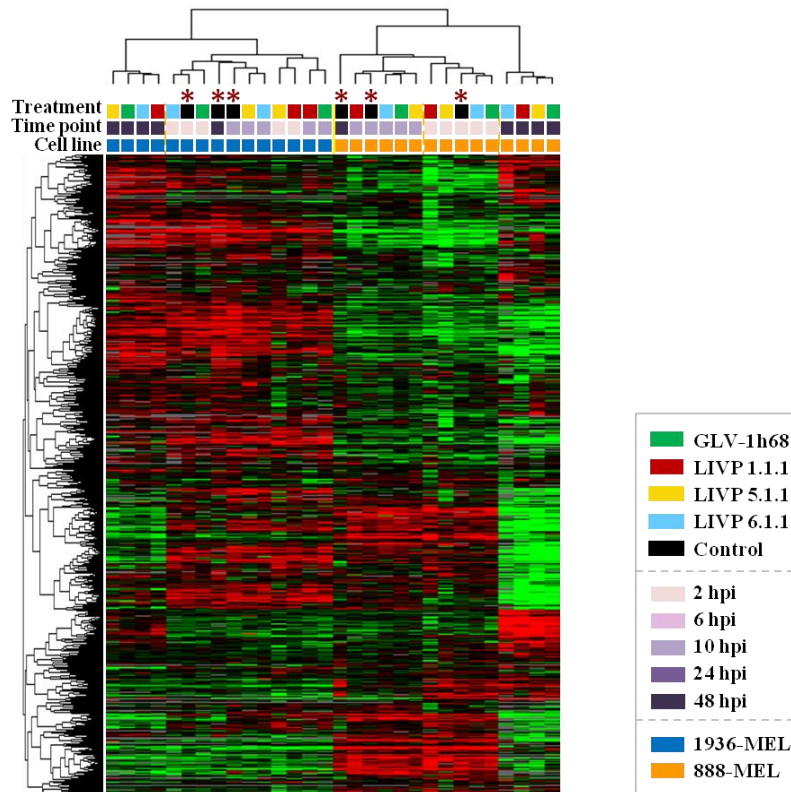 * ** * * *
Treatment
Time point
Cell line
GLV-1h68
LIVP 1.1.1
LIVP 5.1.1
LIVP 6.1.1
Control
2 hpi
6 hpi
10 hpi
24 hpi
48 hpi
1936-MEL
888-MEL